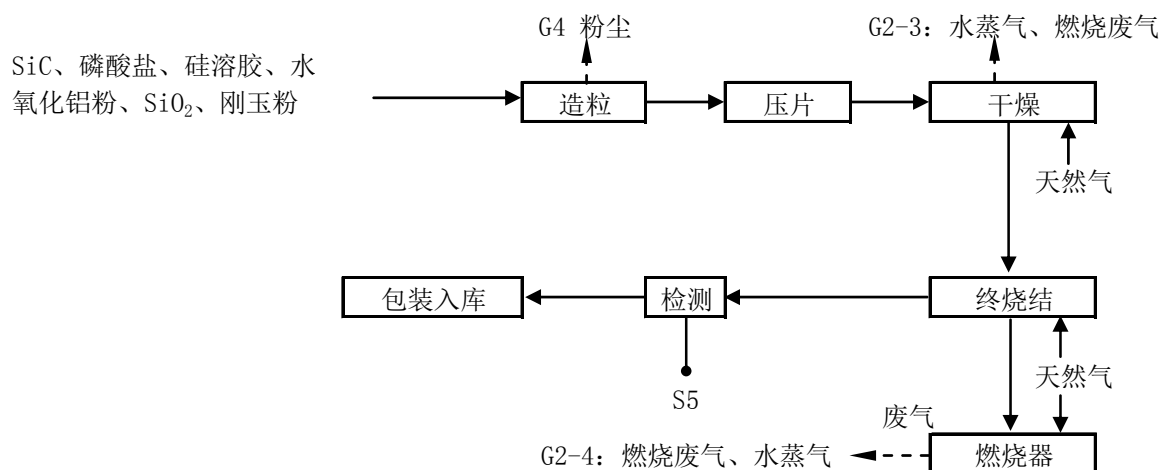 G4 粉尘
G2-3: 水蒸气、燃烧废气
SiC、磷酸盐、硅溶胶、水
氧化铝粉、SiO₂、刚玉粉
造粒
压片
干燥
天然气
包装入库
检测
终烧结
S5
天然气
废气
G2-4: 燃烧废气、水蒸气
燃烧器